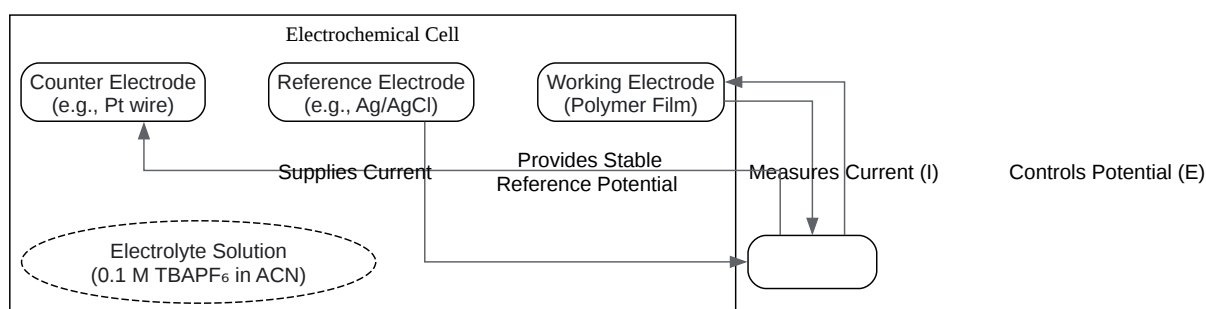 Electrochemical Cell
Counter Electrode
(e.g., Pt wire)
Reference Electrode
(e.g., Ag/AgCl)
Working Electrode
(Polymer Film)
Supplies Current
Provides Stable
Reference Potential
Measures Current (I)
Controls Potential (E)
Electrolyte Solution
(0.1 M TBAPF₆ in ACN)